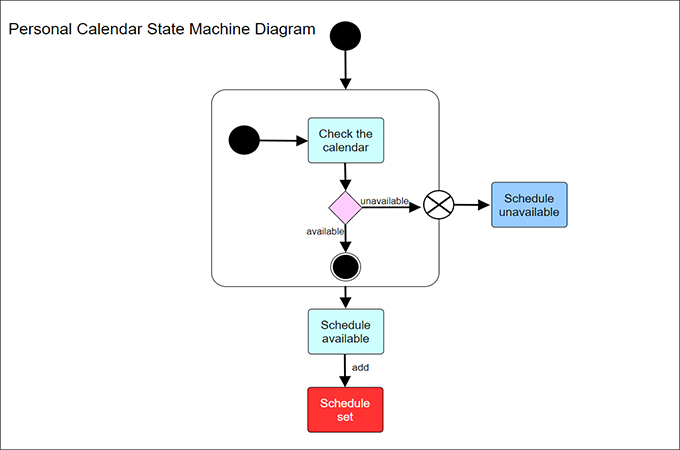 Personal Calendar State Machine Diagram
Check the
calendar
unavailable
Schedule
unavailable
available
Schedule
available
add
Schedule
set